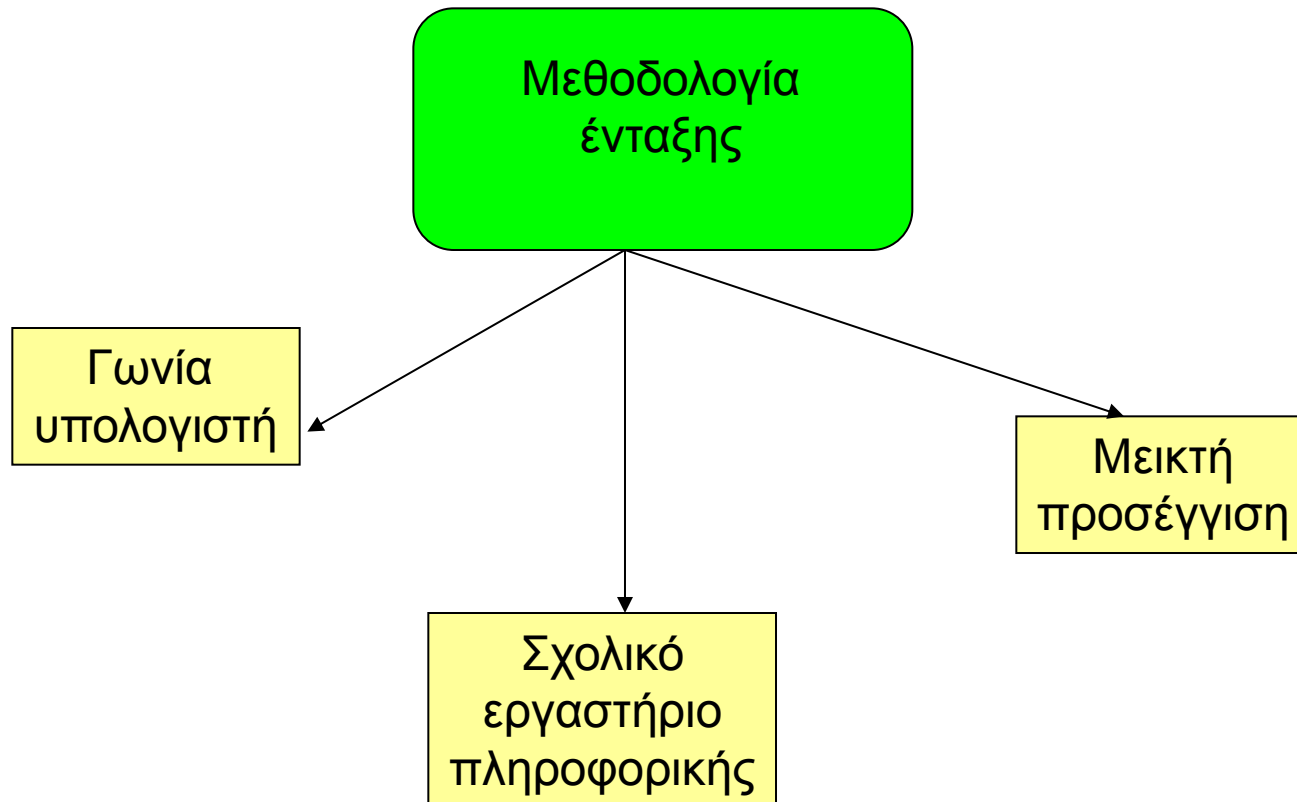 Μεθοδολογία
ένταξης
Γωνία
υπολογιστή
Μεικτή
προσέγγιση
Σχολικό
εργαστήριο
πληροφορικής